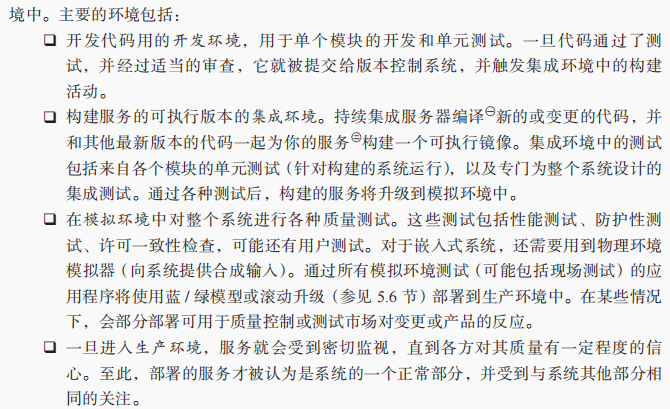 境中。主要的环境包括：
❑ 开发代码用的开发环境，用于单个模块的开发和单元测试。一旦代码通过了测
试，并经过适当的审查，它就被提交给版本控制系统，并触发集成环境中的构建
活动。
❑ 构建服务的可执行版本的集成环境。持续集成服务器编译㊀新的或变更的代码，并
和其他最新版本的代码一起为你的服务㊁构建一个可执行镜像。集成环境中的测试
包括来自各个模块的单元测试（针对构建的系统运行），以及专门为整个系统设计的
集成测试。通过各种测试后，构建的服务将升级到模拟环境中。
❑ 在模拟环境中对整个系统进行各种质量测试。这些测试包括性能测试、防护性测
试、许可一致性检查，可能还有用户测试。对于嵌入式系统，还需要用到物理环境
模拟器（向系统提供合成输入）。通过所有模拟环境测试（可能包括现场测试）的应
用程序将使用蓝 / 绿模型或滚动升级（参见 5.6 节）部署到生产环境中。在某些情况
下，会部分部署可用于质量控制或测试市场对变更或产品的反应。
❑ 一旦进入生产环境，服务就会受到密切监视，直到各方对其质量有一定程度的信
心。至此，部署的服务才被认为是系统的一个正常部分，并受到与系统其他部分相
同的关注。